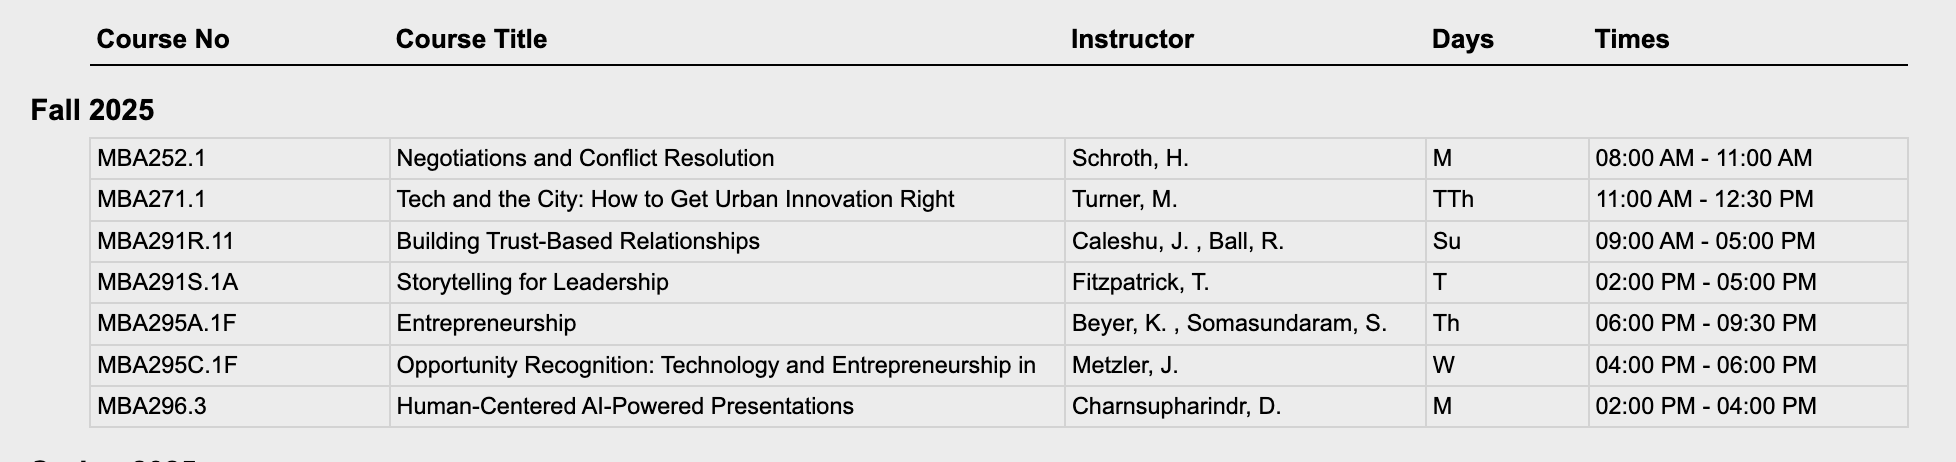 Course No Course Title Instructor Days Times
Fall 2025
MBA252.1 Negotiations and Conflict Resolution Schroth, H. M 08:00 AM - 11:00 AM
MBA271.1 Tech and the City: How to Get Urban Innovation Right Turner, M. TTh 11:00 AM - 12:30 PM
MBA291R.11 Building Trust-Based Relationships Caleshu, J. , Ball, R. Su 09:00 AM - 05:00 PM
MBA291S.1A Storytelling for Leadership Fitzpatrick, T. T 02:00 PM - 05:00 PM
MBA295A.1F Entrepreneurship Beyer, K. , Somasundaram, S. Th 06:00 PM - 09:30 PM
MBA295C.1F Opportunity Recognition: Technology and Entrepreneurship in Metzler, J. W 04:00 PM - 06:00 PM
MBA296.3 Human-Centered AI-Powered Presentations Charnsupharindr, D. M 02:00 PM - 04:00 PM